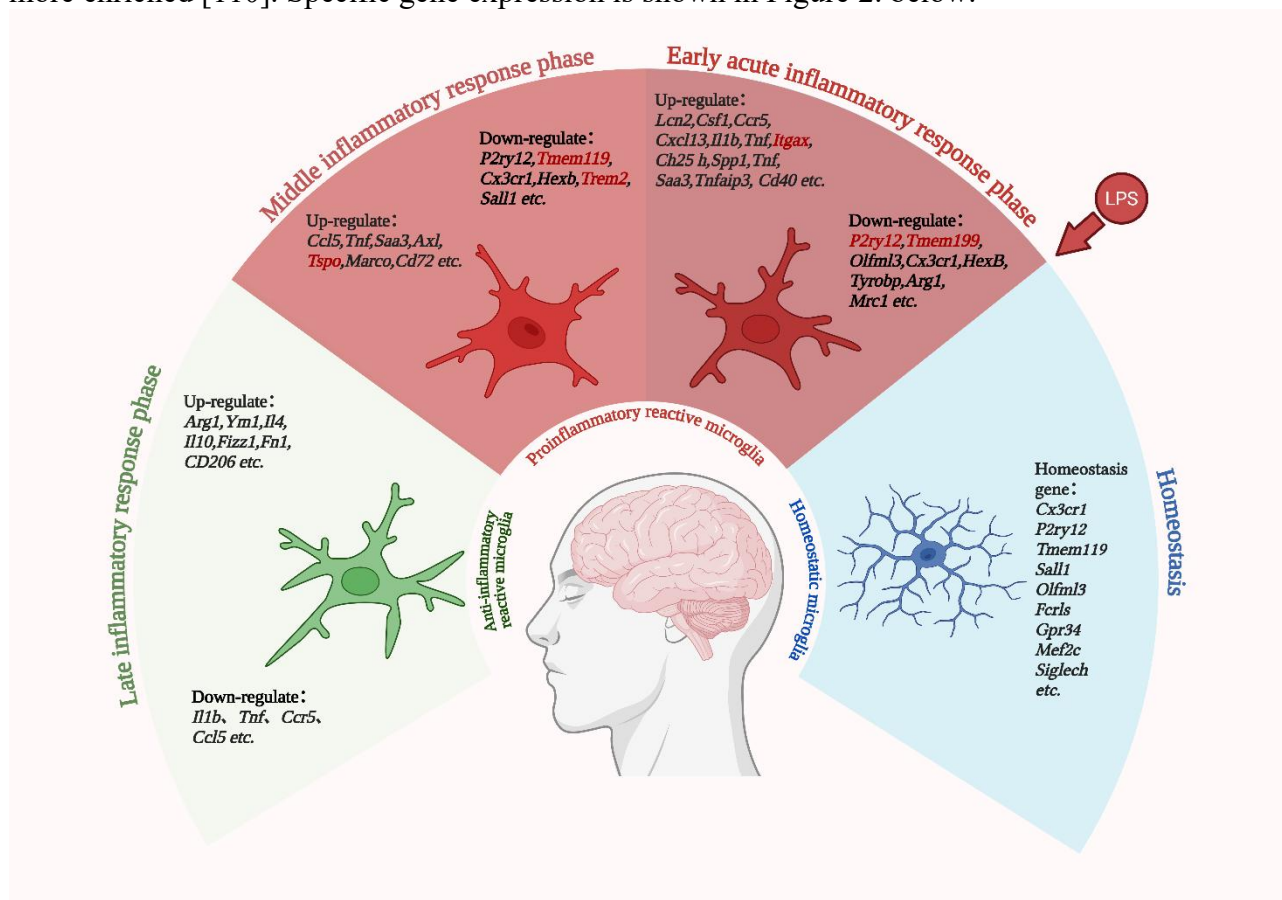 more enriched [110]. Specific gene expression is shown in Figure 2. below.
Middle inflammatory response phase
Early acute inflammatory response phase
Up-regulate：
Lcn2,Csf1,Ccr5,
Cxcl13,Il1b,Tnf,Itgax,
Ch25 h,Spp1,Tnf,
Saa3,Tnfaip3, Cd40 etc.
Down-regulate：
P2ry12,Tmem119,
Cx3cr1,Hexb,Trem2,
Sall1 etc.
Up-regulate：
Ccl5,Tnf,Saa3,Axl,
Tspo,Marco,Cd72 etc.
LPS
Down-regulate：
P2ry12,Tmem199,
Olfml3,Cx3cr1,HexB,
Tyrobp,Arg1,
Mrc1 etc.
Late inflammatory response phase
Up-regulate：
Arg1,Ym1,Il4,
Il10,Fizz1,Fn1,
CD206 etc.
Down-regulate：
Il1b、Tnf、Ccr5、
Ccl5 etc.
Proinflammatory reactive microglia
Anti-inflammatory
reactive microglia
Homeostatic microglia
Homeostasis
gene：
Cx3cr1
P2ry12
Tmem119
Sall1
Olfml3
Fcrls
Gpr34
Mef2c
Siglech
etc.
Homeostasis